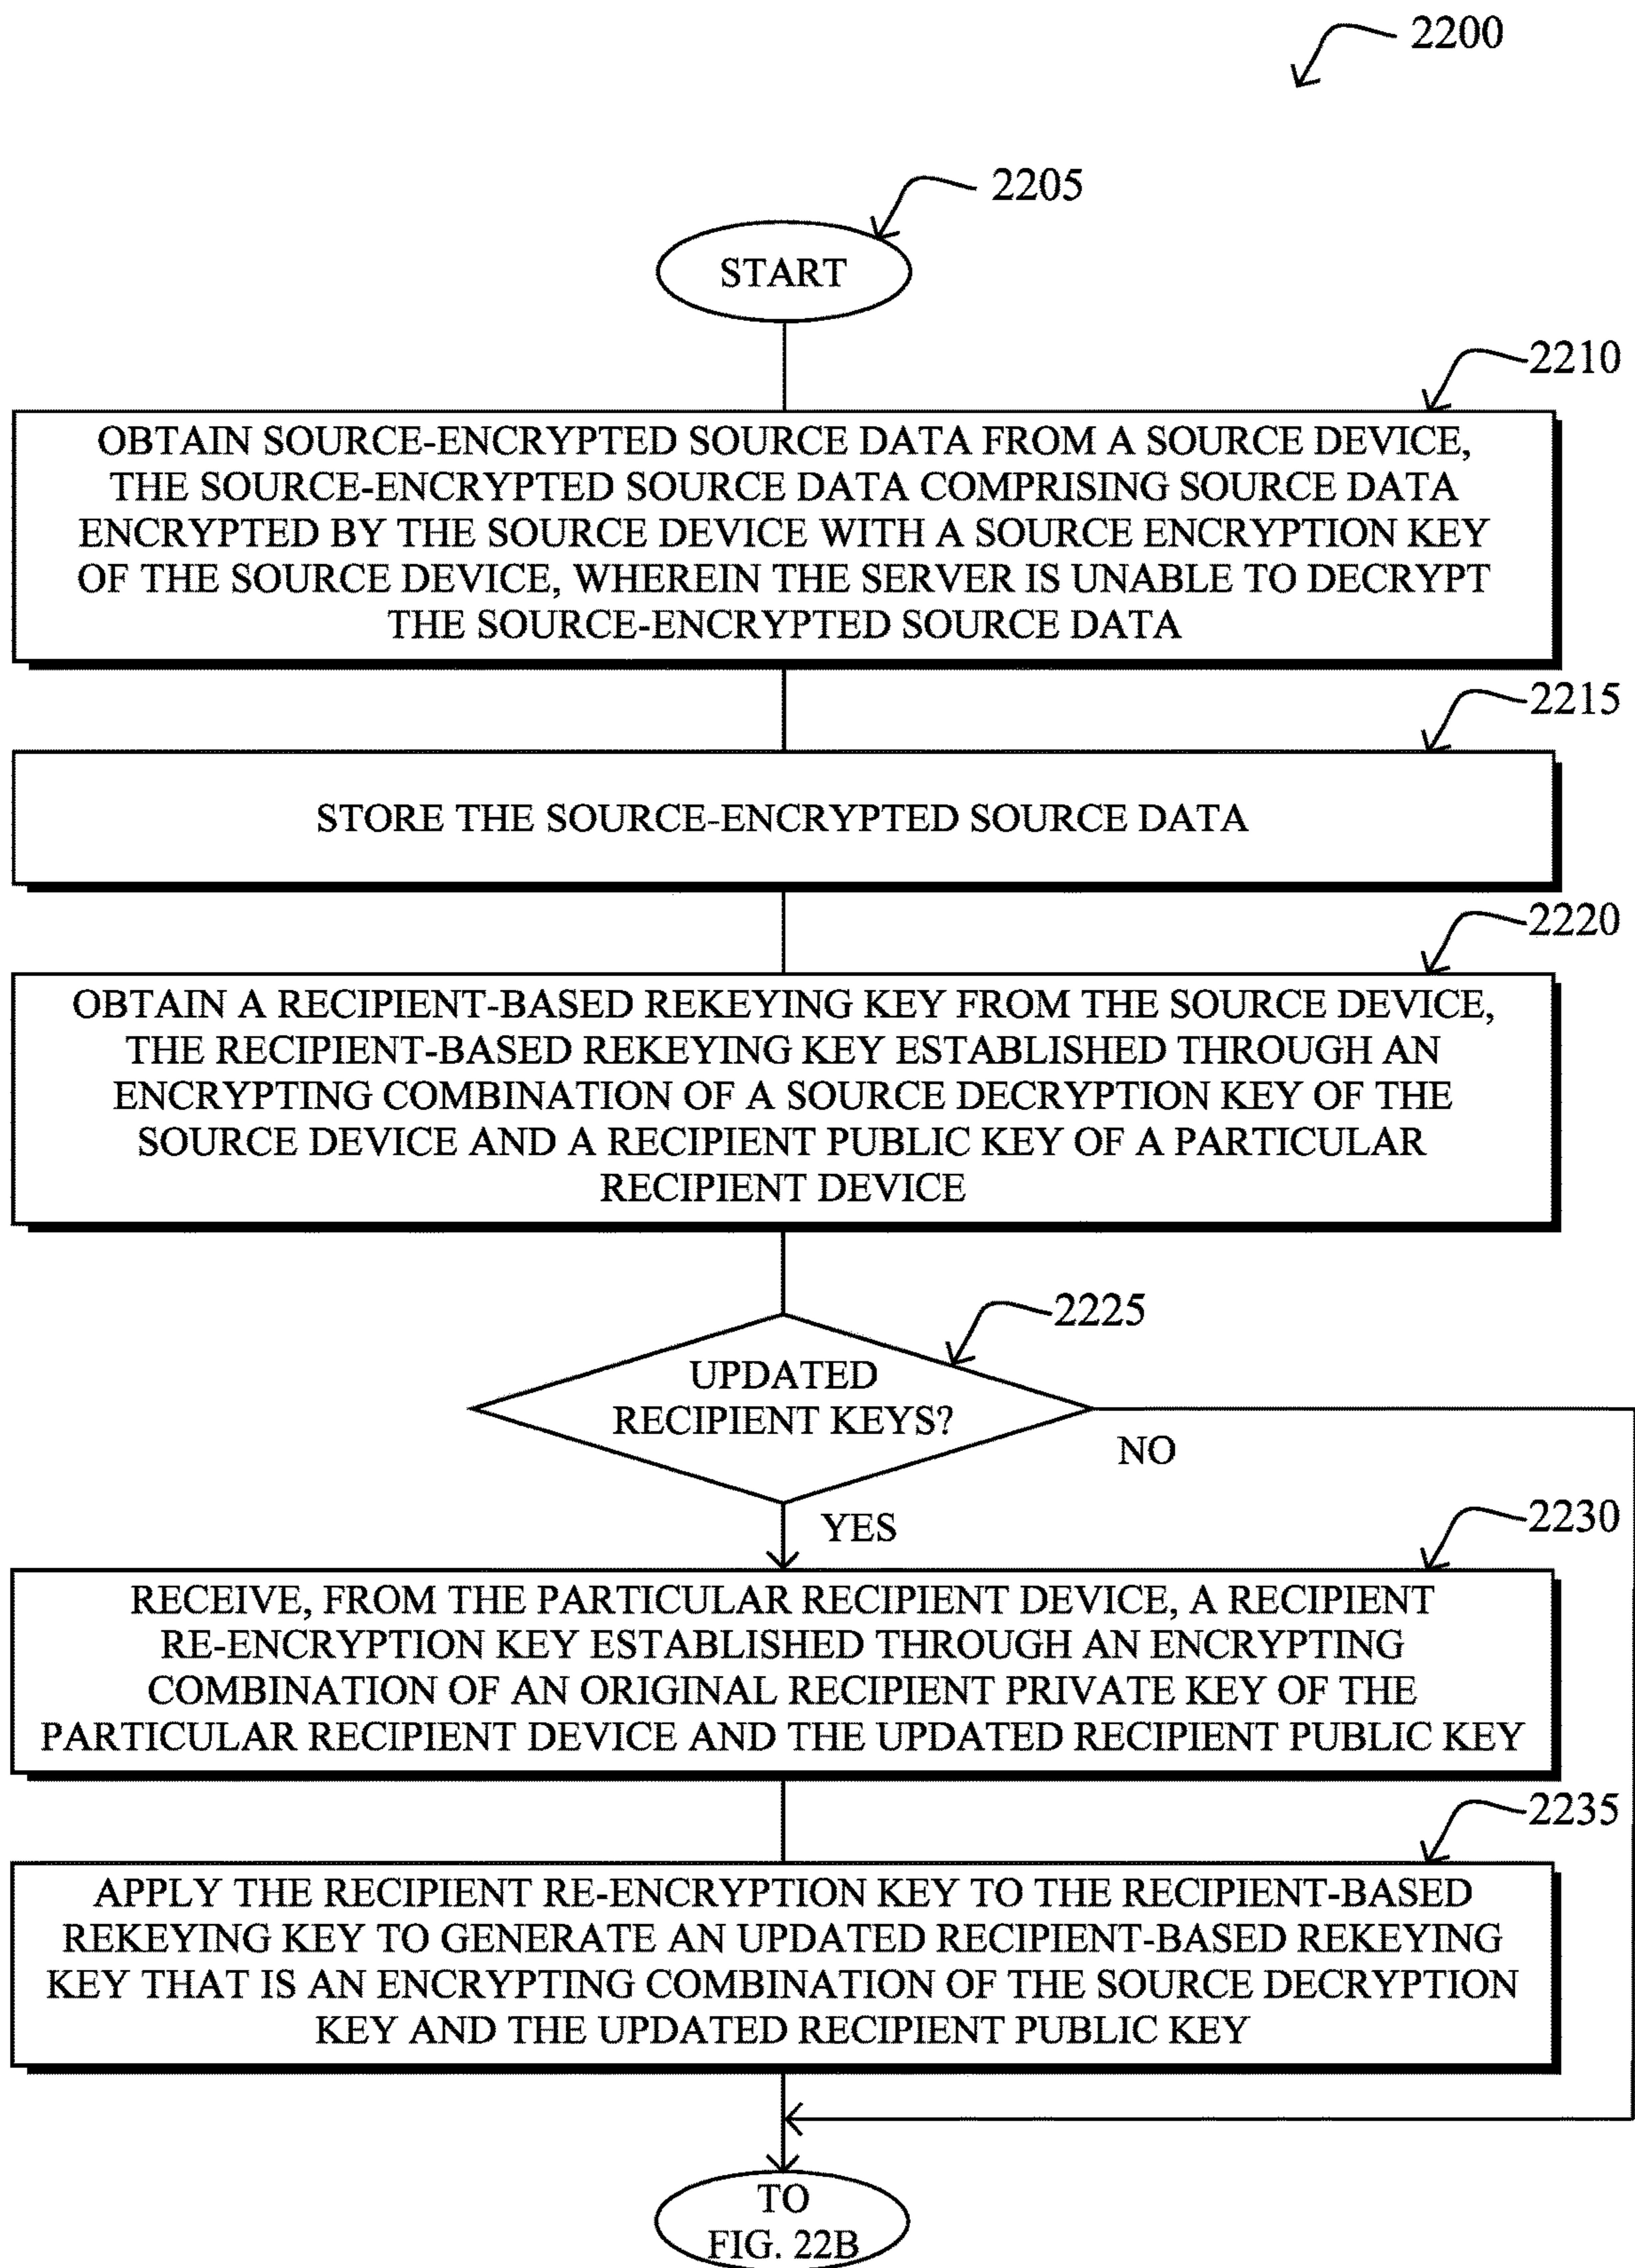 2200
2205
START
2210
OBTAIN SOURCE-ENCRYPTED SOURCE DATA FROM A SOURCE DEVICE,
THE SOURCE-ENCRYPTED SOURCE DATA COMPRISING SOURCE DATA
ENCRYPTED BY THE SOURCE DEVICE WITH A SOURCE ENCRYPTION KEY
OF THE SOURCE DEVICE, WHEREIN THE SERVER IS UNABLE TO DECRYPT
THE SOURCE-ENCRYPTED SOURCE DATA
2215
STORE THE SOURCE-ENCRYPTED SOURCE DATA
2220
OBTAIN A RECIPIENT-BASED REKEYING KEY FROM THE SOURCE DEVICE,
THE RECIPIENT-BASED REKEYING KEY ESTABLISHED THROUGH AN
ENCRYPTING COMBINATION OF A SOURCE DECRYPTION KEY OF THE
SOURCE DEVICE AND A RECIPIENT PUBLIC KEY OF A PARTICULAR
RECIPIENT DEVICE
2225
UPDATED
RECIPIENT KEYS?
NO
YES
2230
RECEIVE, FROM THE PARTICULAR RECIPIENT DEVICE, A RECIPIENT
RE-ENCRYPTION KEY ESTABLISHED THROUGH AN ENCRYPTING
COMBINATION OF AN ORIGINAL RECIPIENT PRIVATE KEY OF THE
PARTICULAR RECIPIENT DEVICE AND THE UPDATED RECIPIENT PUBLIC KEY
2235
APPLY THE RECIPIENT RE-ENCRYPTION KEY TO THE RECIPIENT-BASED
REKEYING KEY TO GENERATE AN UPDATED RECIPIENT-BASED REKEYING
KEY THAT IS AN ENCRYPTING COMBINATION OF THE SOURCE DECRYPTION
KEY AND THE UPDATED RECIPIENT PUBLIC KEY
TO
FIG. 22B